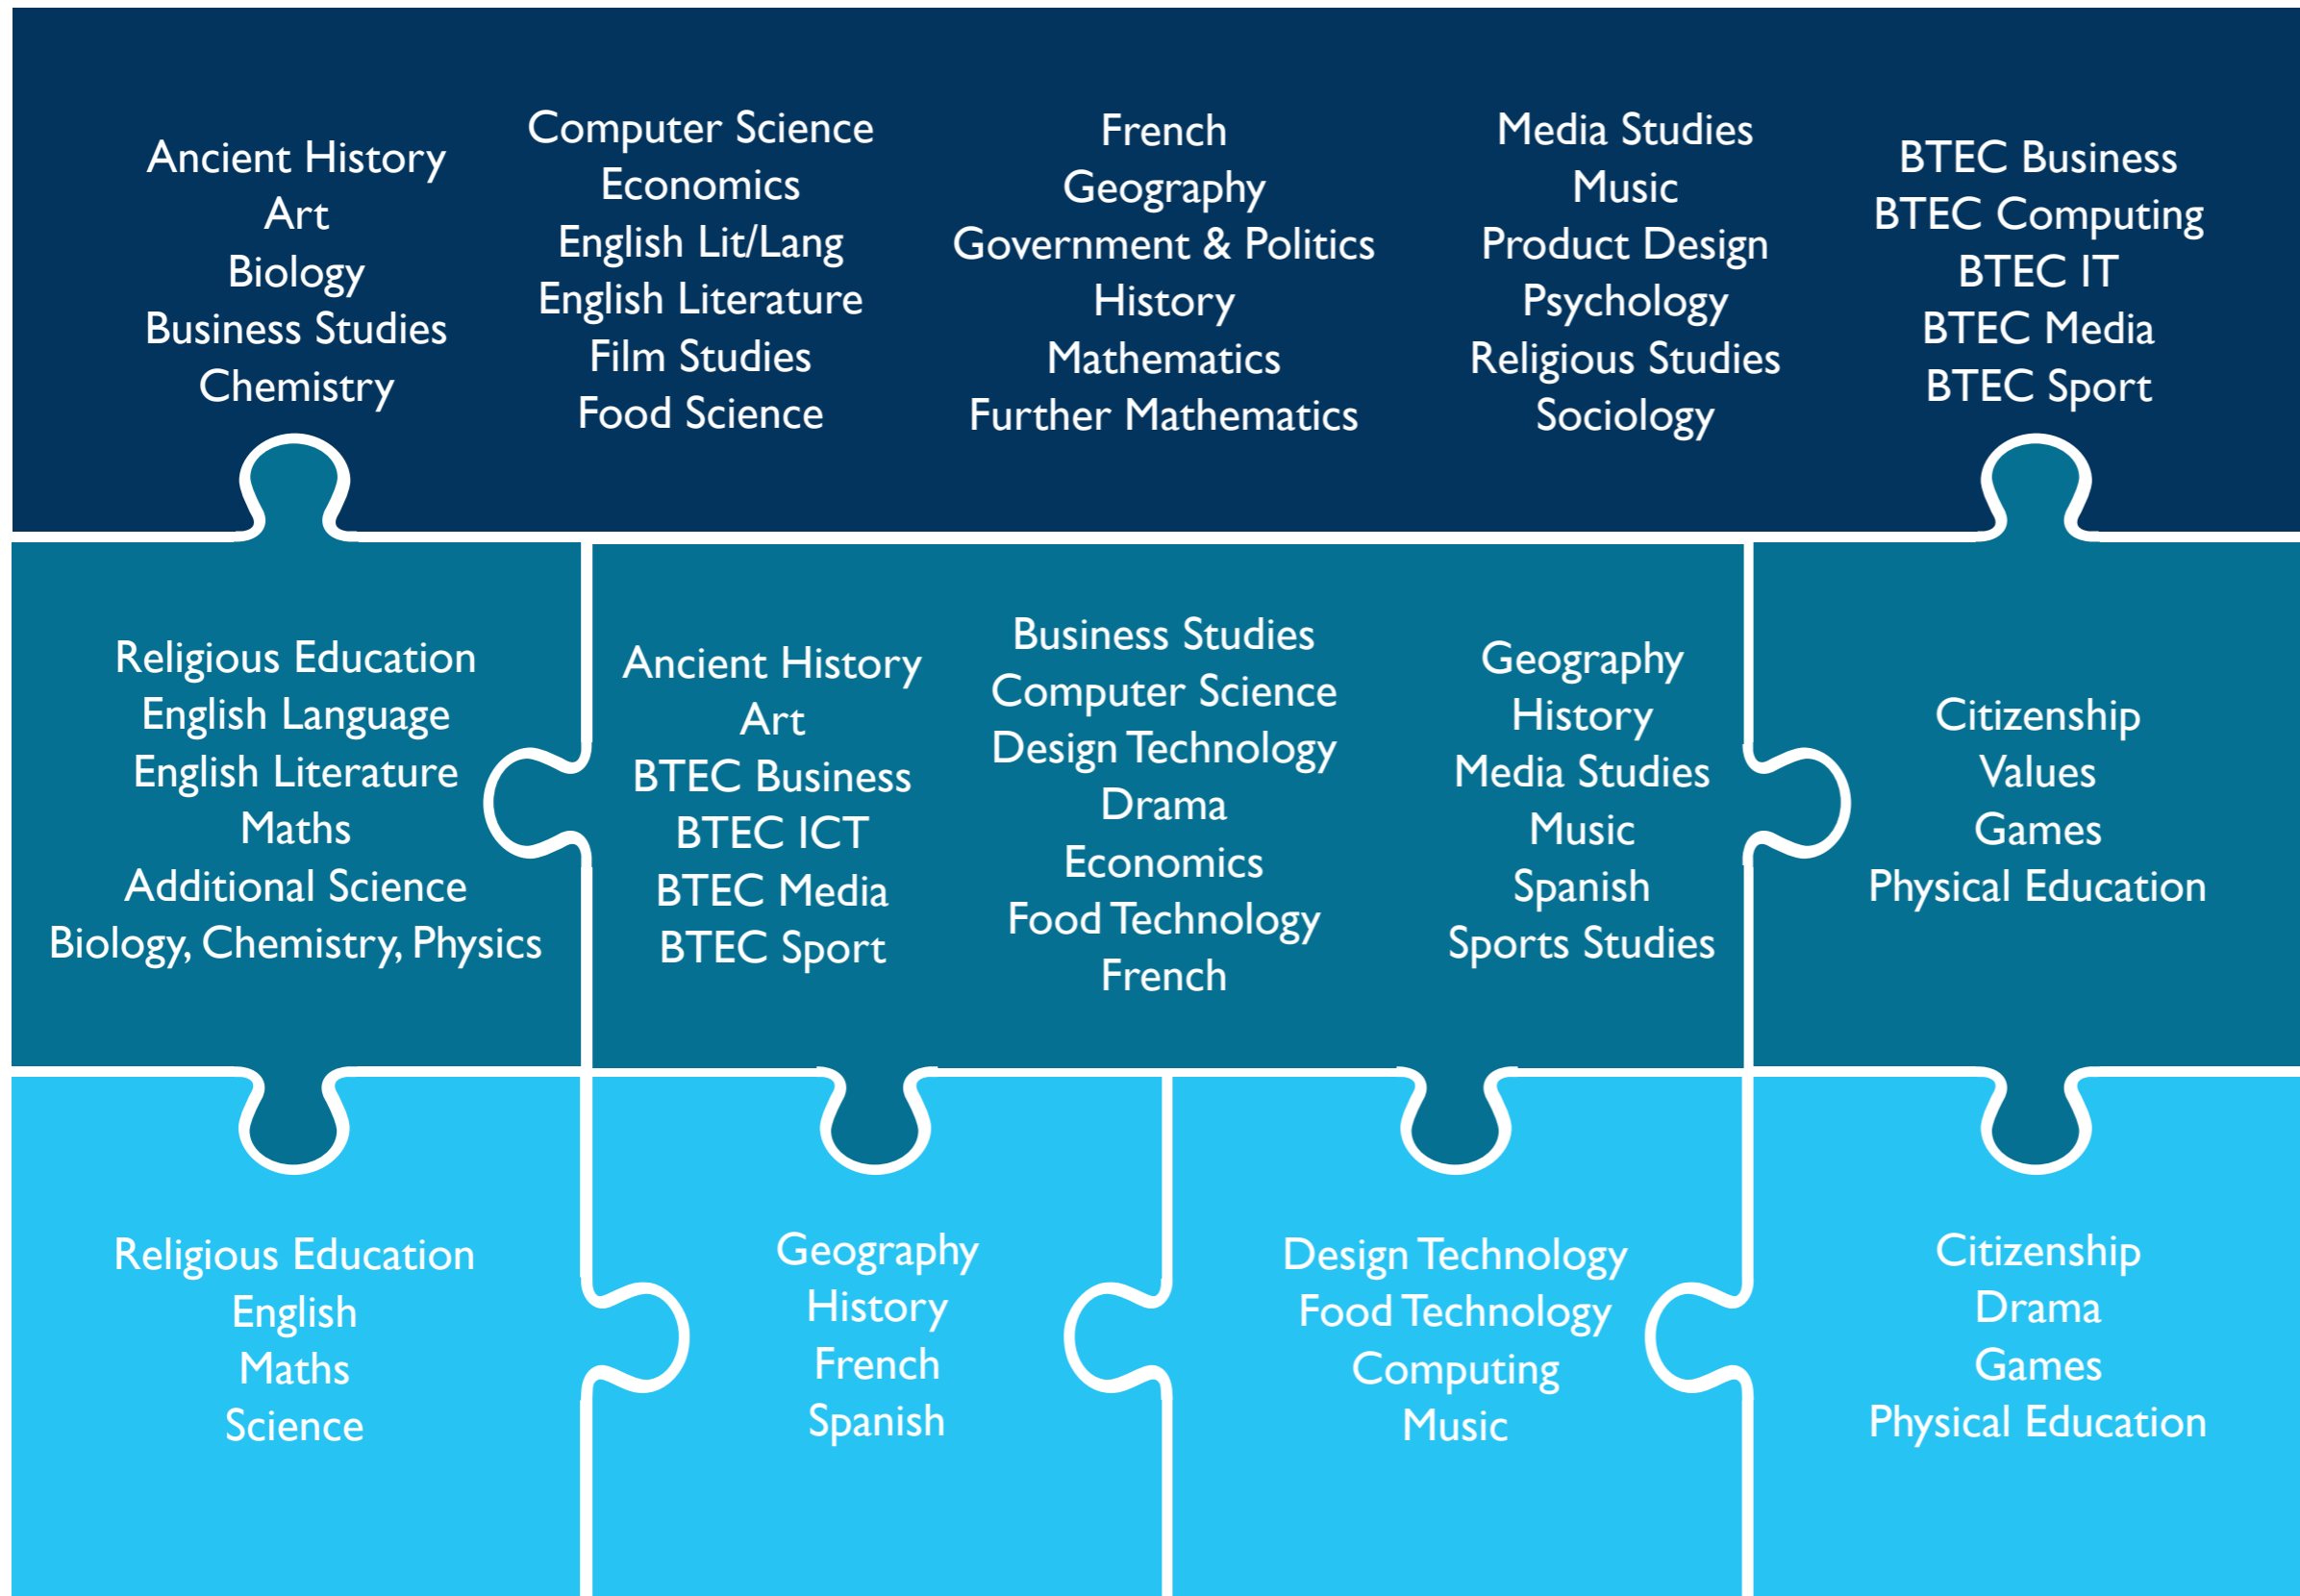 Ancient History
Art
Biology
Business Studies
Chemistry
Computer Science
Economics
English Lit/Lang
English Literature
Film Studies
Food Science
French
Geography
Government & Politics
History
Mathematics
Further Mathematics
Media Studies
Music
Product Design
Psychology
Religious Studies
Sociology
BTEC Business
BTEC Computing
BTEC IT
BTEC Media
BTEC Sport
Religious Education
English Language
English Literature
Maths
Additional Science
Biology, Chemistry, Physics
Ancient History
Art
BTEC Business
BTEC ICT
BTEC Media
BTEC Sport
Business Studies
Computer Science
Design Technology
Drama
Economics
Food Technology
French
Geography
History
Media Studies
Music
Spanish
Sports Studies
Citizenship
Values
Games
Physical Education
Religious Education
English
Maths
Science
Geography
History
French
Spanish
Design Technology
Food Technology
Computing
Music
Citizenship
Drama
Games
Physical Education